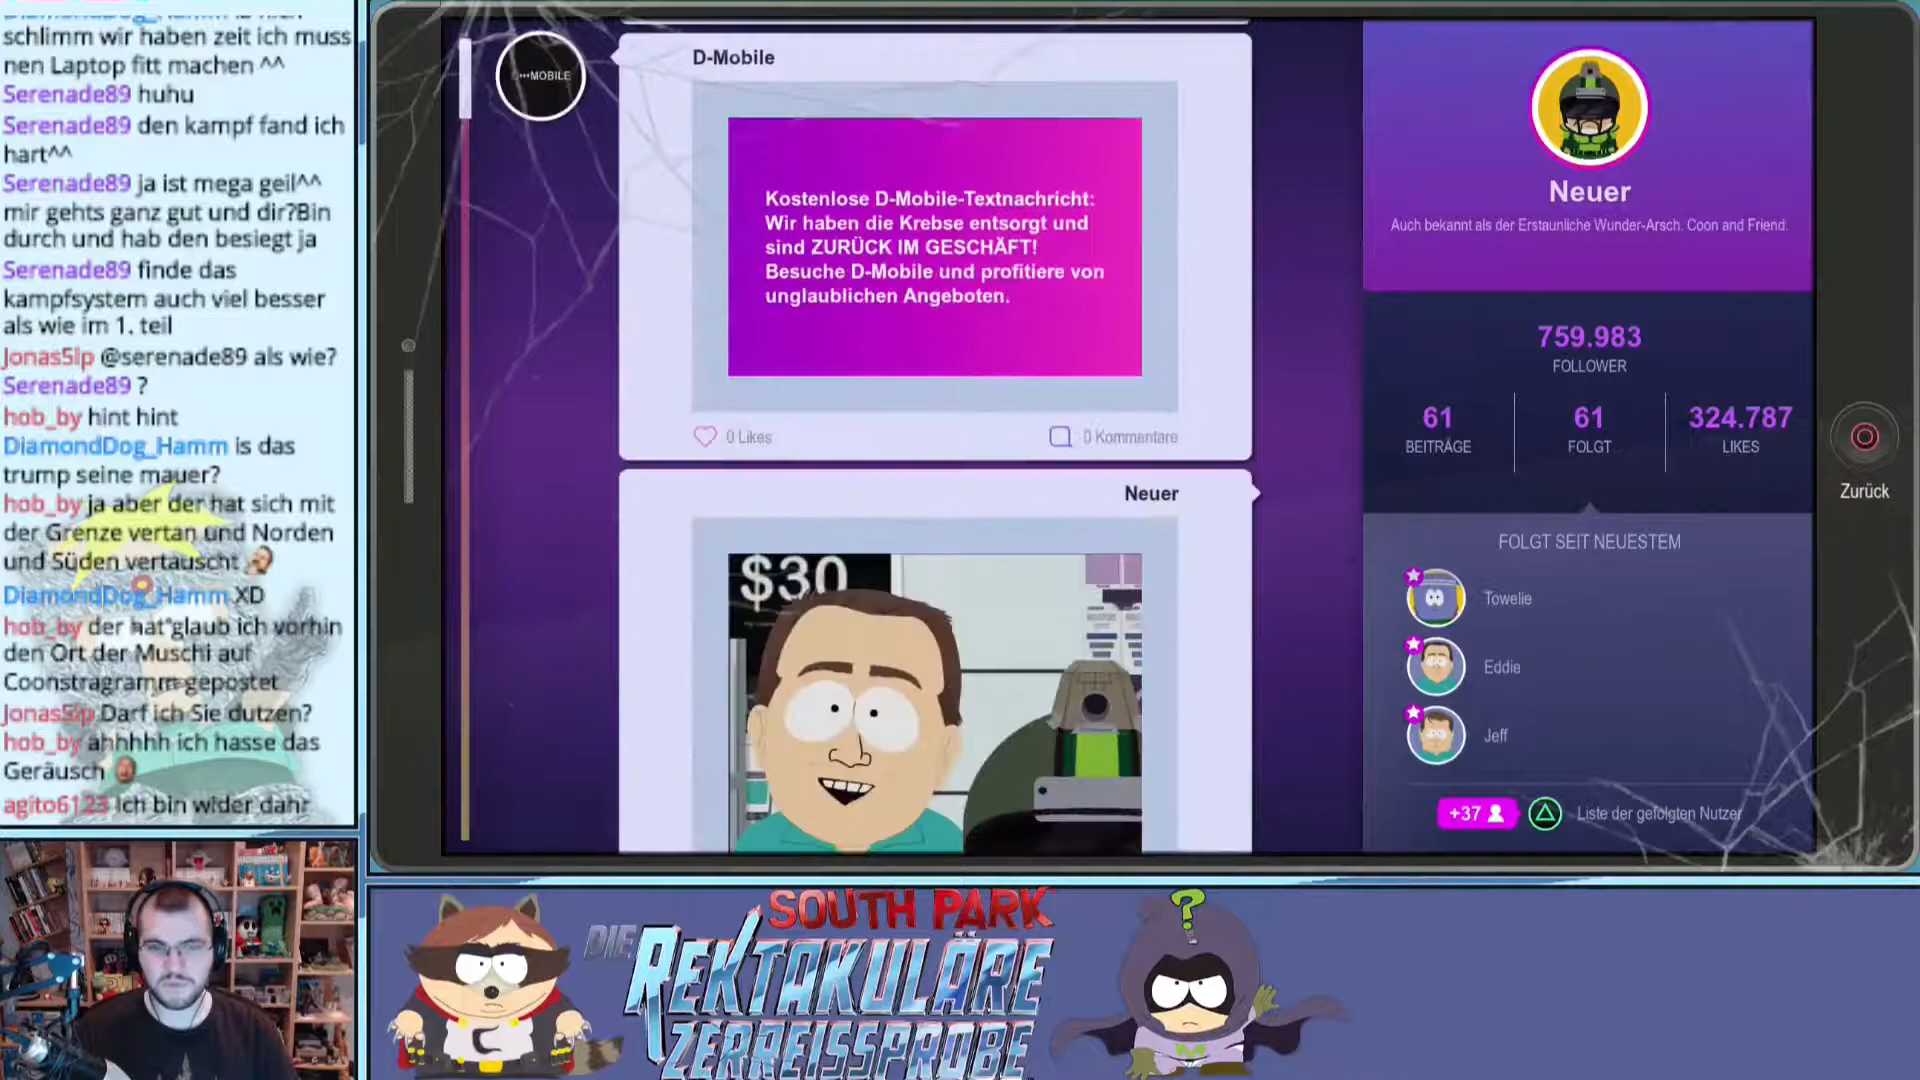 schlimm wir haben zeit ich muss
nen Laptop fitt machen ^^
Serenade89 huhu
Serenade89 den kampf fand ich
hart^^
Serenade89 ja ist mega geil^^
mir gehts ganz gut und dir?Bin
durch und hab den besiegt ja
Serenade89 finde das
kampfsystem auch viel besser
als wie im 1. teil
Jonas5lp @serenade89 als wie?
Serenade89 ?
hob_by hint hint
DiamondDog_Hamm is das
trump seine mauer?
hob_by ja aber der hat sich mit
der Grenze vertan und Norden
und Süden vertauscht
DiamondDog_Hamm XD
hob_by der hat glaub ich vorhin
den Ort der Muschi auf
Coonstragramm gepostet
Jonas5lp Darf ich Sie dutzen?
hob_by ahhhhh ich hasse das
Geräusch
agito6123 Ich bin wider dahr
MOBILE
D-Mobile
Kostenlose D-Mobile-Textnachricht:
Wir haben die Krebse entsorgt und
sind ZURÜCK IM GESCHÄFT!
Besuche D-Mobile und profitiere von
unglaublichen Angeboten.
0 Likes
0 Kommentare
Neuer
$30
Neuer
Auch bekannt als der Erstaunliche Wunder-Arsch. Coon and Friend.
759.983
FOLLOWER
61
BEITRÄGE
61
FOLGT
324.787
LIKES
FOLGT SEIT NEUESTEM
Towelie
Eddie
Jeff
+37
Liste der gefolgten Nutzer
Zurück
SOUTH PARK
DIE
REKTAKULÄRE
ZERREISSPROBE